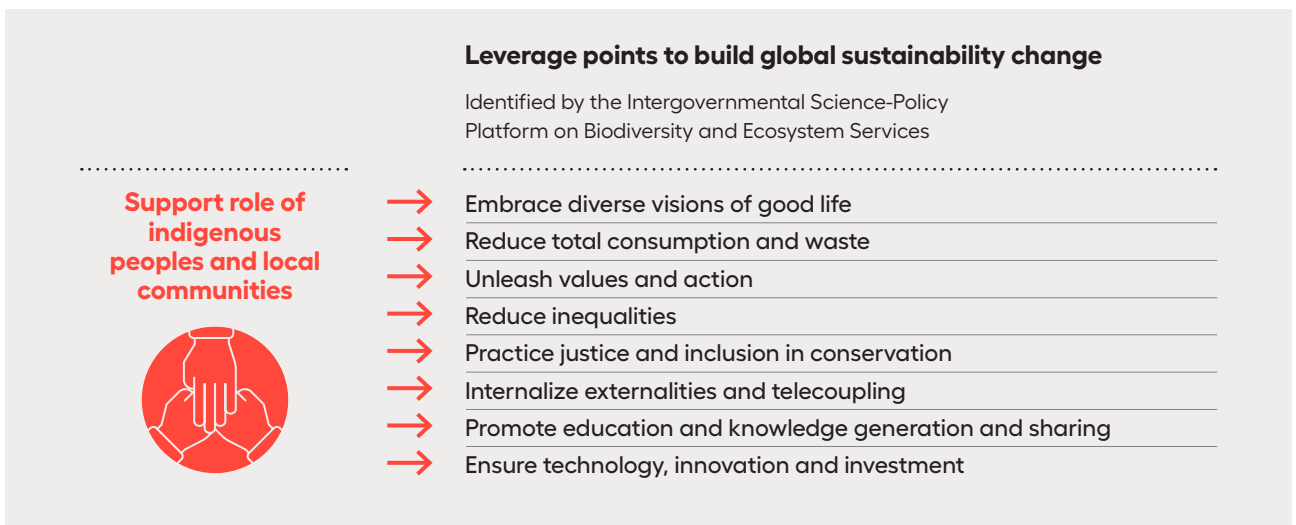 Leverage points to build global sustainability change
Identified by the Intergovernmental Science-Policy
Platform on Biodiversity and Ecosystem Services
Support role of
indigenous
peoples and local
communities
Embrace diverse visions of good life
Reduce total consumption and waste
Unleash values and action
Reduce inequalities
Practice justice and inclusion in conservation
Internalize externalities and telecoupling
Promote education and knowledge generation and sharing
Ensure technology, innovation and investment